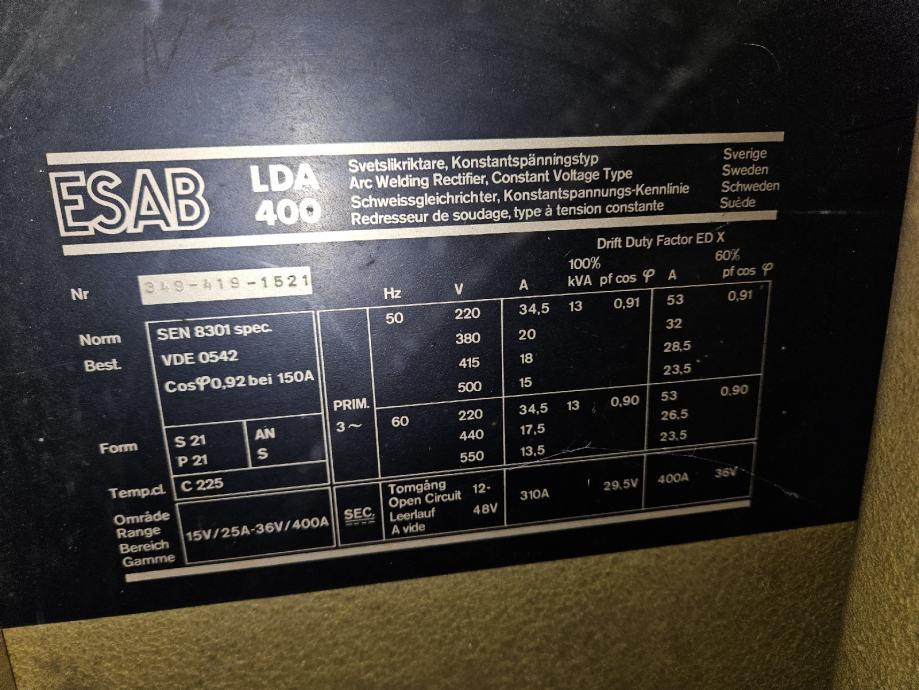 N 3
ESAB LDA 400
Svetslikriktare, Konstantspänningstyp Sverige
Arc Welding Rectifier, Constant Voltage Type Sweden
Schweissgleichrichter, Konstantspannungs-Kennlinie Schweden
Redresseur de soudage, type à tension constante Suède
Drift Duty Factor ED X
100% 60%
Nr 349-419-1521 Hz V A kVA pf cos φ A pf cos φ
Norm SEN 8301 spec. 50 220 34,5 13 0,91 53 0,91
Best. VDE 0542 380 20 32
415 18 28,5
Cosφ0,92 bei 150A 500 15 23,5
PRIM. 3~
Form S 21 AN 60 220 34,5 13 0,90 53 0,90
P 21 S 440 17,5 26,5
550 13,5 23,5
Temp.cl. C 225
Område Tomgång 12-
Range 15V/25A-36V/400A SEC. Open Circuit 48V 310A 29,5V 400A 36V
Bereich Leerlauf
Gamme A vide